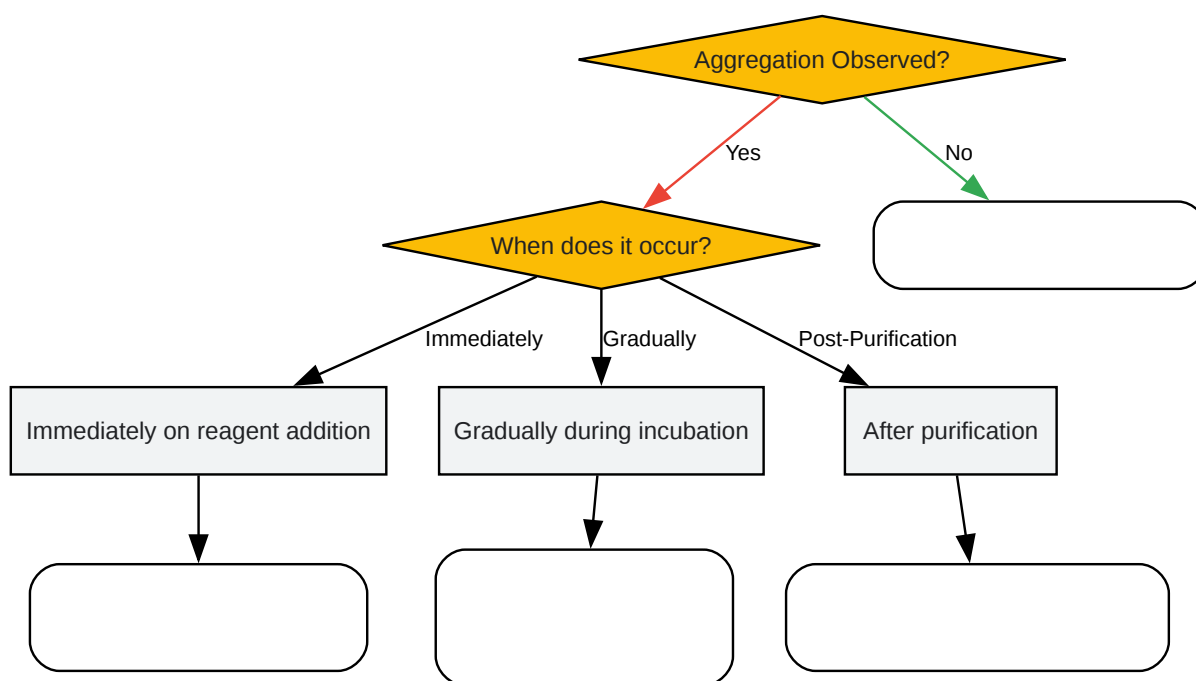 Aggregation Observed?
Yes
No
When does it occur?
Immediately
Gradually
Post-Purification
Immediately on reagent addition
Gradually during incubation
After purification